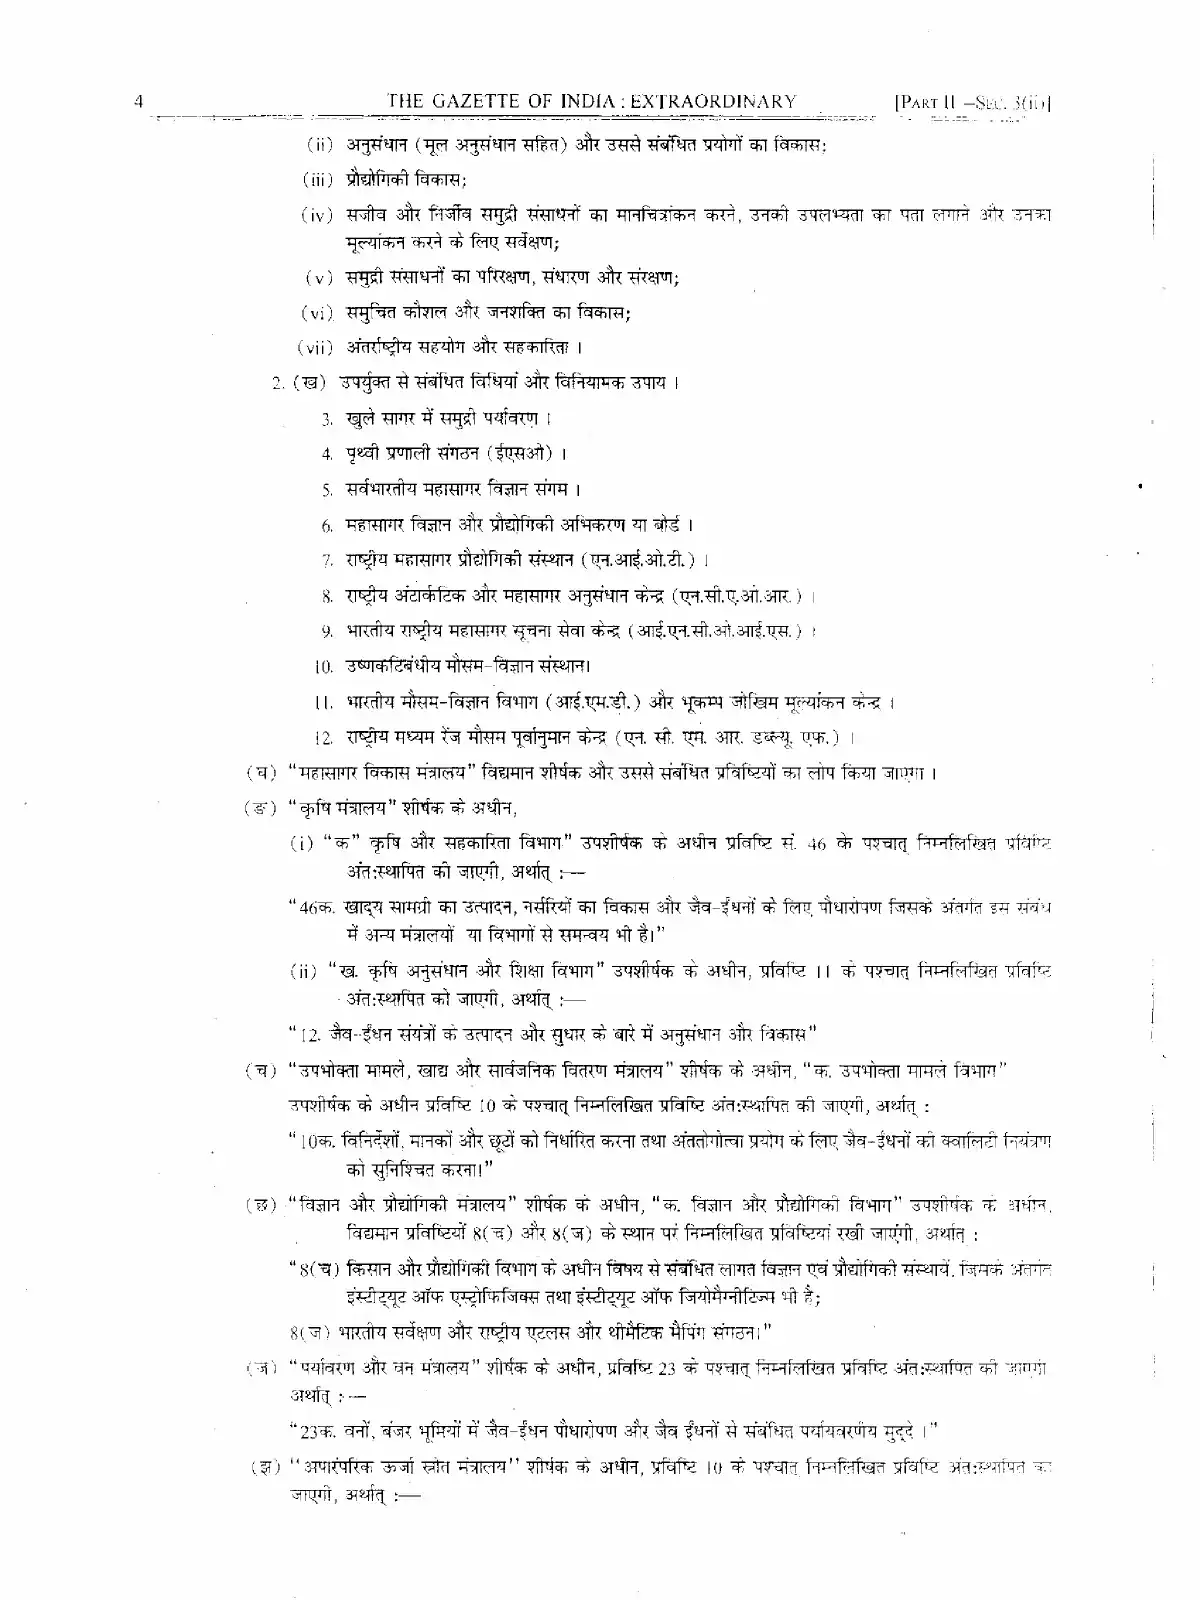 4 THE GAZETTE OF INDIA : EXTRAORDINARY [PART II—SEC. 3(ii)]
(ii) अनुसंधान (मूल अनुसंधान सहित) और उससे संबंधित प्रयोगों का विकास;
(iii) प्रौद्योगिकी विकास;
(iv) सजीव और निर्जीव समुद्री संसाधनों का मानचित्रांकन करने, उनकी उपलभ्यता का पता लगाने और उनका
मूल्यांकन करने के लिए सर्वेक्षण;
(v) समुद्री संसाधनों का परिरक्षण, संधारण और संरक्षण;
(vi) समुचित कौशल और जनशक्ति का विकास;
(vii) अंतर्राष्ट्रीय सहयोग और सहकारिता ।
2. (ख) उपर्युक्त से संबंधित विधियां और विनियामक उपाय ।
3. खुले सागर में समुद्री पर्यावरण ।
4. पृथ्वी प्रणाली संगठन (ईएसओ) ।
5. सर्वभारतीय महासागर विज्ञान संगम ।
6. महासागर विज्ञान और प्रौद्योगिकी अभिकरण या बोर्ड ।
7. राष्ट्रीय महासागर प्रौद्योगिकी संस्थान (एन.आई.ओ.टी.) ।
8. राष्ट्रीय अंटार्कटिक और महासागर अनुसंधान केन्द्र (एन.सी.ए.ओ.आर.) ।
9. भारतीय राष्ट्रीय महासागर सूचना सेवा केन्द्र (आई.एन.सी.ओ.आई.एस.) ।
10. उष्णकटिबंधीय मौसम-विज्ञान संस्थान।
11. भारतीय मौसम-विज्ञान विभाग (आई.एम.डी.) और भूकम्प जोखिम मूल्यांकन केन्द्र ।
12. राष्ट्रीय मध्यम रेंज मौसम पूर्वानुमान केन्द्र (एन. सी. एम. आर. डब्ल्यू. एफ.) ।
(घ) “महासागर विकास मंत्रालय” विद्यमान शीर्षक और उससे संबंधित प्रविष्टियों का लोप किया जाएगा ।
(ङ) “कृषि मंत्रालय” शीर्षक के अधीन,
(i) “क” कृषि और सहकारिता विभाग” उपशीर्षक के अधीन प्रविष्टि सं. 46 के पश्चात् निम्नलिखित प्रविष्टि
अंत:स्थापित की जाएगी, अर्थात् :—
“46क. खाद्य सामग्री का उत्पादन, नर्सरियों का विकास और जैव-ईंधनों के लिए पौधारोपण जिसके अंतर्गत इस संबंध
में अन्य मंत्रालयों या विभागों से समन्वय भी है।”
(ii) “ख. कृषि अनुसंधान और शिक्षा विभाग” उपशीर्षक के अधीन, प्रविष्टि 11 के पश्चात् निम्नलिखित प्रविष्टि
अंत:स्थापित की जाएगी, अर्थात् :—
“12. जैव-ईंधन संयंत्रों के उत्पादन और सुधार के बारे में अनुसंधान और विकास”
(च) “उपभोक्ता मामले, खाद्य और सार्वजनिक वितरण मंत्रालय” शीर्षक के अधीन, “क. उपभोक्ता मामले विभाग”
उपशीर्षक के अधीन प्रविष्टि 10 के पश्चात् निम्नलिखित प्रविष्टि अंत:स्थापित की जाएगी, अर्थात् :
“10क. विनिर्देशों, मानकों और छूटों को निर्धारित करना तथा अंततोगोत्वा प्रयोग के लिए जैव-ईंधनों की क्वालिटी नियंत्रण
को सुनिश्चित करना।”
(छ) “विज्ञान और प्रौद्योगिकी मंत्रालय” शीर्षक के अधीन, “क. विज्ञान और प्रौद्योगिकी विभाग” उपशीर्षक के अधीन,
विद्यमान प्रविष्टियों 8(च) और 8(ज) के स्थान पर निम्नलिखित प्रविष्टियां रखी जाएंगी, अर्थात् :
“8(च) किसान और प्रौद्योगिकी विभाग के अधीन विषय से संबंधित लागत विज्ञान एवं प्रौद्योगिकी संस्थायें, जिसके अंतर्गत
इंस्टीट्यूट ऑफ एस्ट्रोफिजिक्स तथा इंस्टीट्यूट ऑफ जियोमैग्नीटिज्म भी है;
8(ज) भारतीय सर्वेक्षण और राष्ट्रीय एटलस और थीमैटिक मैपिंग संगठन।”
(ज) “पर्यावरण और वन मंत्रालय” शीर्षक के अधीन, प्रविष्टि 23 के पश्चात् निम्नलिखित प्रविष्टि अंत:स्थापित की जाएगी
अर्थात् :—
“23क. वनों, बंजर भूमियों में जैव-ईंधन पौधारोपण और जैव ईंधनों से संबंधित पर्यायवरणीय मुद्दे ।”
(झ) “अपारंपरिक ऊर्जा स्रोत मंत्रालय” शीर्षक के अधीन, प्रविष्टि 10 के पश्चात् निम्नलिखित प्रविष्टि अंत:स्थापित की
जाएगी, अर्थात् :—